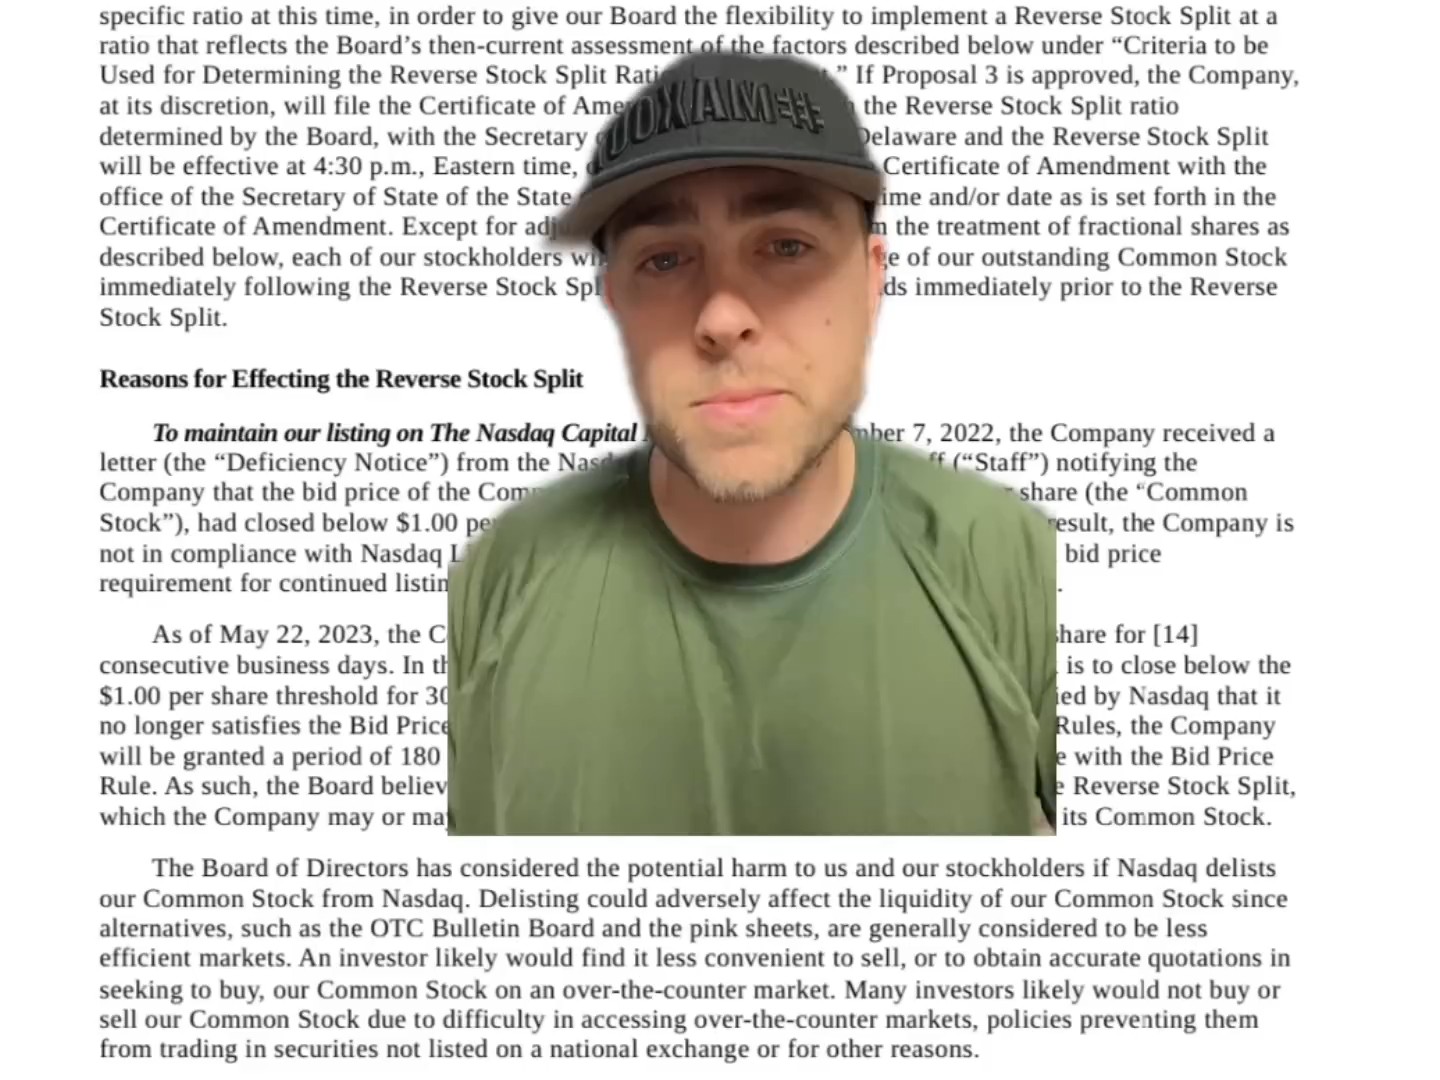 specific ratio at this time, in order to give our Board the flexibility to implement a Reverse Stock Split at a
ratio that reflects the Board’s then-current assessment of the factors described below under “Criteria to be
Used for Determining the Reverse Stock Split ” If Proposal 3 is approved, the Company,
at its discretion, will file the Certificate of the Reverse Stock Split ratio
determined by the Board, with the Secretary Delaware and the Reverse Stock Split
will be effective at 4:30 p.m., Eastern time, Certificate of Amendment with the
office of the Secretary of State of the State time and/or date as is set forth in the
Certificate of Amendment. Except for the treatment of fractional shares as
described below, each of our stockholders of our outstanding Common Stock
immediately following the Reverse Stock immediately prior to the Reverse
Stock Split.
Reasons for Effecting the Reverse Stock Split
To maintain our listing on The Nasdaq Capital 7, 2022, the Company received a
letter (the “Deficiency Notice”) from the (“Staff”) notifying the
Company that the bid price of the share (the “Common
Stock”), had closed below $1.00 result, the Company is
not in compliance with Nasdaq bid price
requirement for continued
As of May 22, 2023, the share for [14]
consecutive business days. In is to close below the
$1.00 per share threshold for 30 by Nasdaq that it
no longer satisfies the Bid Price Rules, the Company
will be granted a period of 180 with the Bid Price
Rule. As such, the Board Reverse Stock Split,
which the Company may or its Common Stock.
The Board of Directors has considered the potential harm to us and our stockholders if Nasdaq delists
our Common Stock from Nasdaq. Delisting could adversely affect the liquidity of our Common Stock since
alternatives, such as the OTC Bulletin Board and the pink sheets, are generally considered to be less
efficient markets. An investor likely would find it less convenient to sell, or to obtain accurate quotations in
seeking to buy, our Common Stock on an over-the-counter market. Many investors likely would not buy or
sell our Common Stock due to difficulty in accessing over-the-counter markets, policies preventing them
from trading in securities not listed on a national exchange or for other reasons.